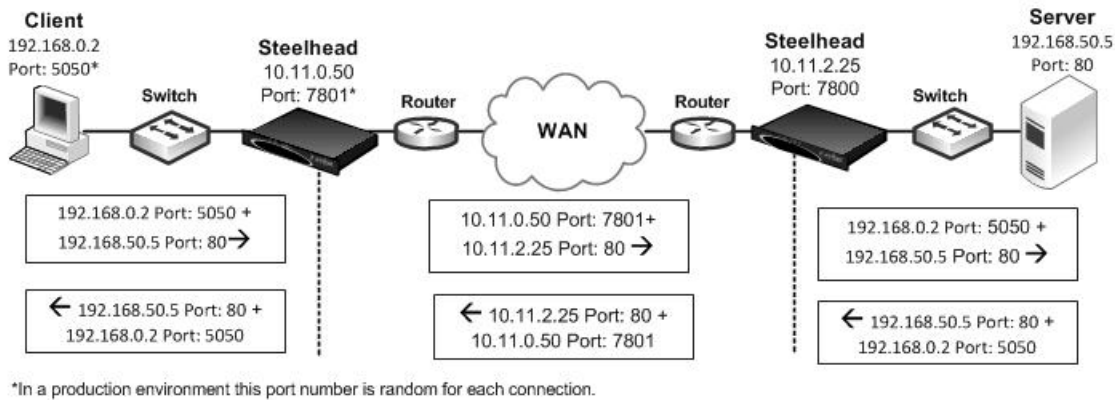 Client
192.168.0.2
Port: 5050*
Switch
Steelhead
10.11.0.50
Port: 7801*
Router
WAN
Router
Steelhead
10.11.2.25
Port: 7800
Switch
Server
192.168.50.5
Port: 80
192.168.0.2 Port: 5050 +
192.168.50.5 Port: 80→
10.11.0.50 Port: 7801+
10.11.2.25 Port: 80 →
192.168.0.2 Port: 5050 +
192.168.50.5 Port: 80 →
← 192.168.50.5 Port: 80 +
192.168.0.2 Port: 5050
← 10.11.2.25 Port: 80 +
10.11.0.50 Port: 7801
← 192.168.50.5 Port: 80 +
192.168.0.2 Port: 5050
*In a production environment this port number is random for each connection.